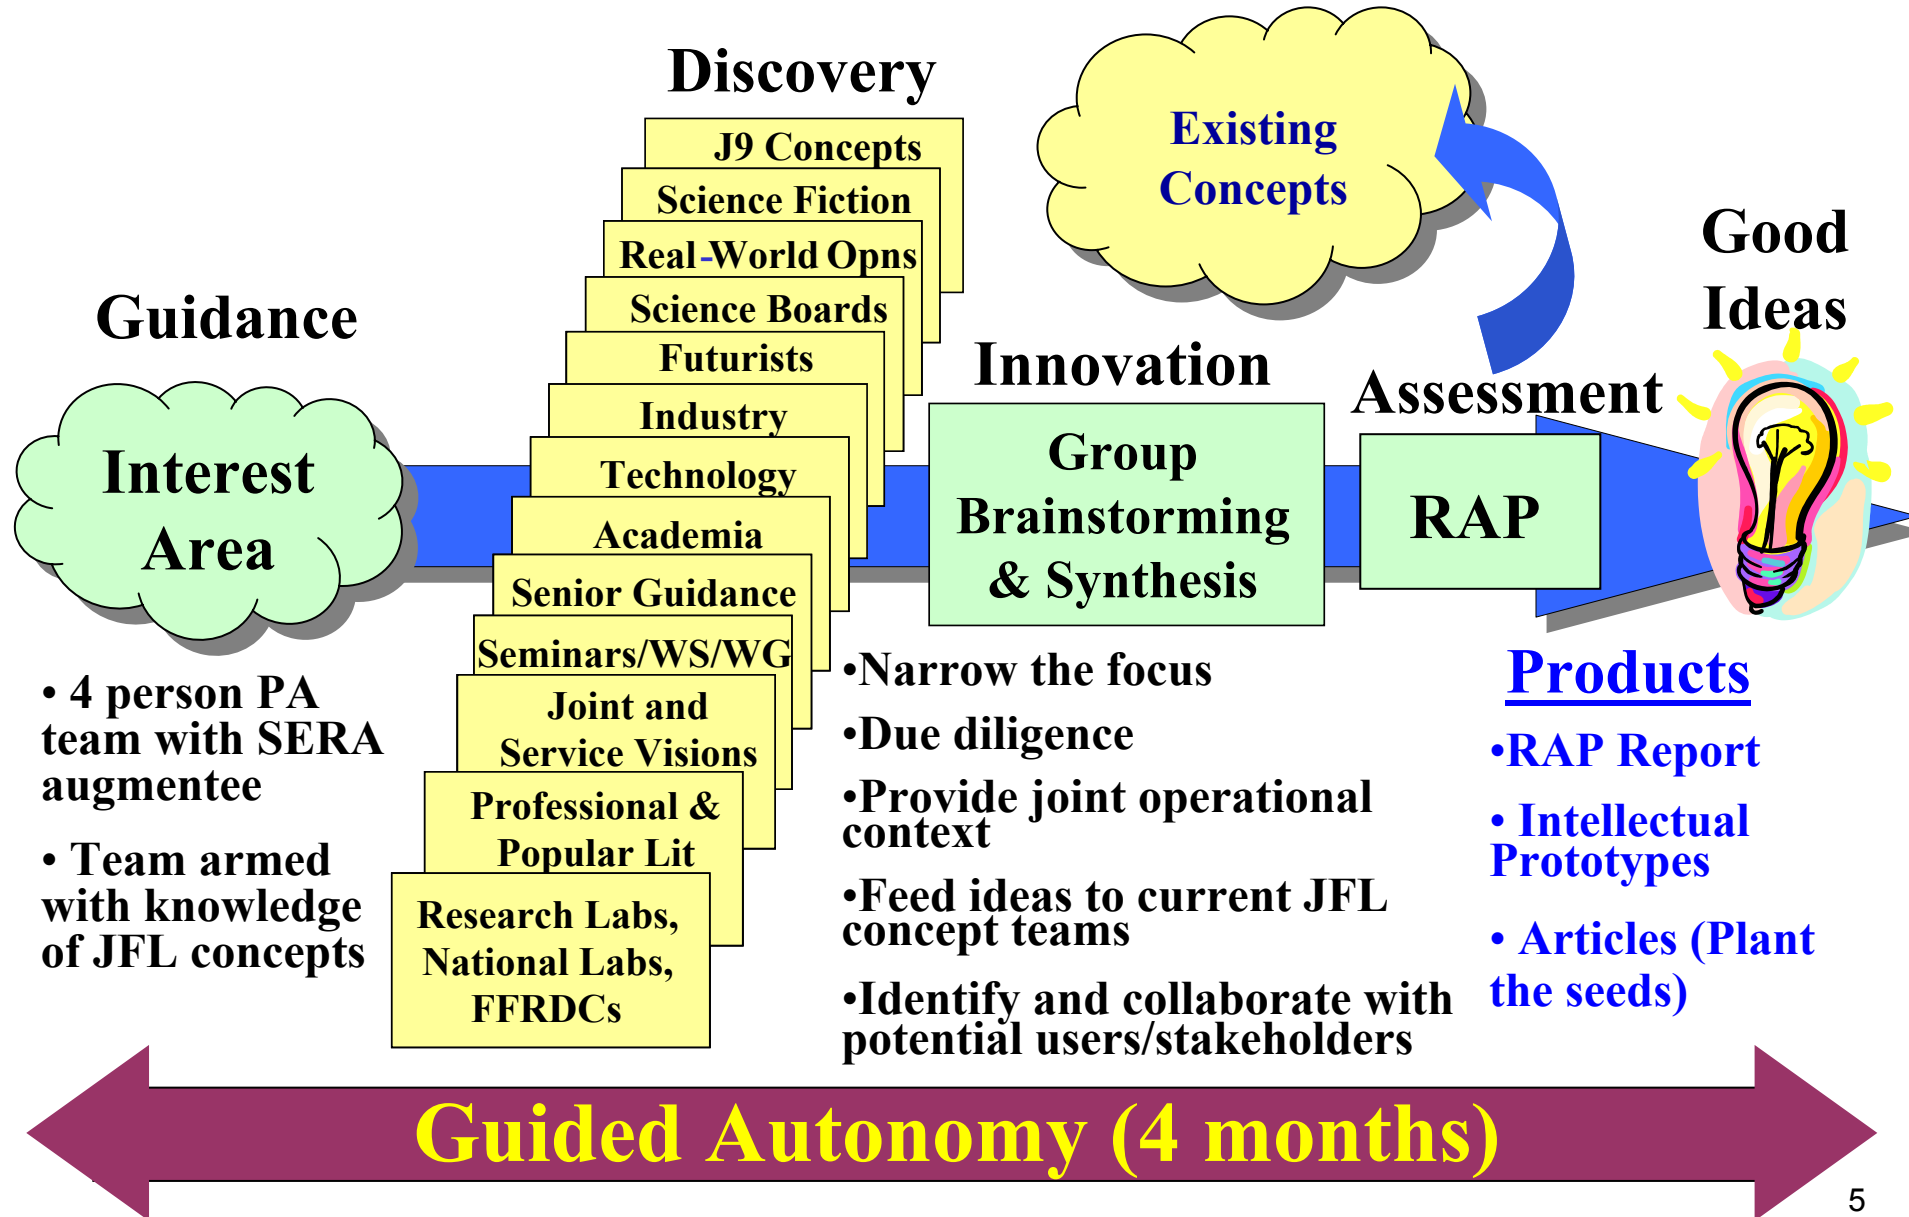 Discovery
J9 Concepts
Science Fiction
Real-World Opns
Science Boards
Futurists
Industry
Technology
Academia
Senior Guidance
Seminars/WS/WG
Joint and
Service Visions
Professional &
Popular Lit
Research Labs,
National Labs,
FFRDCs
Existing
Concepts
Good
Ideas
Guidance
Interest
Area
• 4 person PA
team with SERA
augmentee
• Team armed
with knowledge
of JFL concepts
Innovation
Group
Brainstorming
& Synthesis
•Narrow the focus
•Due diligence
•Provide joint operational
context
•Feed ideas to current JFL
concept teams
•Identify and collaborate with
potential users/stakeholders
Assessment
RAP
Products
•RAP Report
• Intellectual
Prototypes
• Articles (Plant
the seeds)
Guided Autonomy (4 months)
5